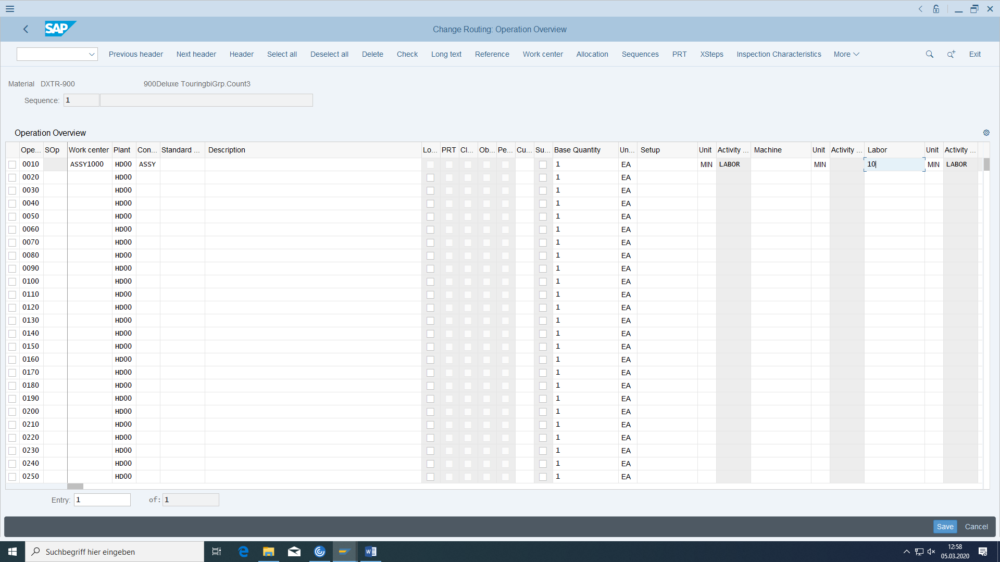 SAP
Change Routing: Operation Overview
Previous header Next header Header Select all Deselect all Delete Check Long text Reference Work center Allocation Sequences PRT XSteps Inspection Characteristics More Exit
Material DXTR-900 900Deluxe TouringbiGrp.Count3
Sequence: 1
Operation Overview
Ope... SOp Work center Plant Con... Standard ... Description Lo... PRT Cl... Ob... Pe... Cu... Su... Base Quantity Un... Setup Unit Activity ... Machine Unit Activity ... Labor Unit Activity ...
0010 ASSY1000 HD00 ASSY 1 EA MIN LABOR MIN 10 MIN LABOR
0020 HD00 1 EA
0030 HD00 1 EA
0040 HD00 1 EA
0050 HD00 1 EA
0060 HD00 1 EA
0070 HD00 1 EA
0080 HD00 1 EA
0090 HD00 1 EA
0100 HD00 1 EA
0110 HD00 1 EA
0120 HD00 1 EA
0130 HD00 1 EA
0140 HD00 1 EA
0150 HD00 1 EA
0160 HD00 1 EA
0170 HD00 1 EA
0180 HD00 1 EA
0190 HD00 1 EA
0200 HD00 1 EA
0210 HD00 1 EA
0220 HD00 1 EA
0230 HD00 1 EA
0240 HD00 1 EA
0250 HD00 1 EA
Entry: 1 of: 1
Save Cancel
Suchbegriff hier eingeben
12:58
05.03.2020